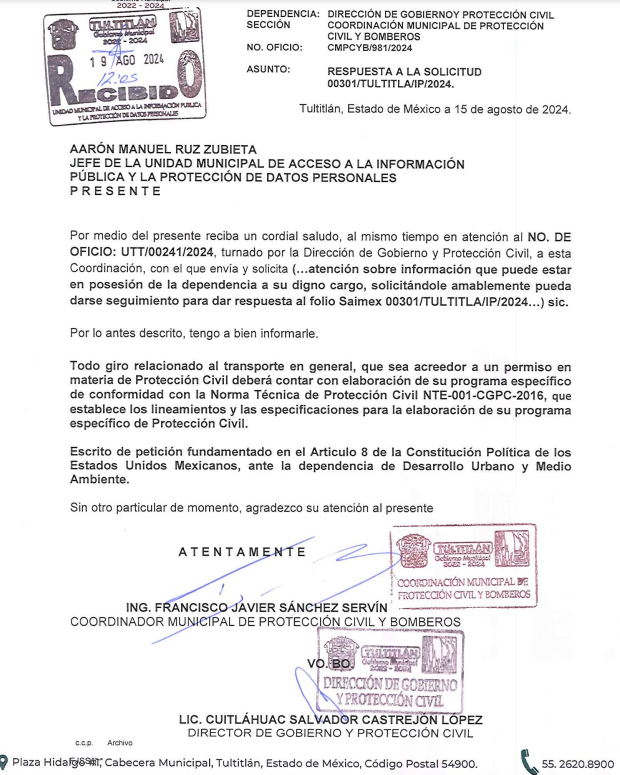 2022 - 2024
TULTITLÁN
Gobierno Municipal
2022 - 2024
19 AGO 2024
12:05
RECIBIDO
UNIDAD MUNICIPAL DE ACCESO A LA INFORMACIÓN PUBLICA
Y LA PROTECCIÓN DE DATOS PERSONALES
DEPENDENCIA: DIRECCIÓN DE GOBIERNOY PROTECCIÓN CIVIL
SECCIÓN COORDINACIÓN MUNICIPAL DE PROTECCIÓN
CIVIL Y BOMBEROS
NO. OFICIO: CMPCYB/981/2024
ASUNTO: RESPUESTA A LA SOLICITUD
00301/TULTITLA/IP/2024.
Tultitlán, Estado de México a 15 de agosto de 2024.
AARÓN MANUEL RUZ ZUBIETA
JEFE DE LA UNIDAD MUNICIPAL DE ACCESO A LA INFORMACIÓN
PÚBLICA Y LA PROTECCIÓN DE DATOS PERSONALES
P R E S E N T E
Por medio del presente reciba un cordial saludo, al mismo tiempo en atención al NO. DE
OFICIO: UTT/00241/2024, turnado por la Dirección de Gobierno y Protección Civil, a esta
Coordinación, con el que envía y solicita (…atención sobre información que puede estar
en posesión de la dependencia a su digno cargo, solicitándole amablemente pueda
darse seguimiento para dar respuesta al folio Saimex 00301/TULTITLA/IP/2024…) sic.
Por lo antes descrito, tengo a bien informarle.
Todo giro relacionado al transporte en general, que sea acreedor a un permiso en
materia de Protección Civil deberá contar con elaboración de su programa específico
de conformidad con la Norma Técnica de Protección Civil NTE-001-CGPC-2016, que
establece los lineamientos y las especificaciones para la elaboración de su programa
específico de Protección Civil.
Escrito de petición fundamentado en el Articulo 8 de la Constitución Política de los
Estados Unidos Mexicanos, ante la dependencia de Desarrollo Urbano y Medio
Ambiente.
Sin otro particular de momento, agradezco su atención al presente
A T E N T A M E N T E
TULTITLÁN
Gobierno Municipal
2022 - 2024
COORDINACIÓN MUNICIPAL DE
PROTECCIÓN CIVIL Y BOMBEROS
ING. FRANCISCO JAVIER SÁNCHEZ SERVÍN
COORDINADOR MUNICIPAL DE PROTECCIÓN CIVIL Y BOMBEROS
TULTITLÁN
Gobierno Municipal
2022 - 2024
VO. BO.
DIRECCIÓN DE GOBIERNO
Y PROTECCIÓN CIVIL
LIC. CUITLÁHUAC SALVADOR CASTREJÓN LÓPEZ
DIRECTOR DE GOBIERNO Y PROTECCIÓN CIVIL
c.c.p. Archivo
Plaza Hidalgo #1, Cabecera Municipal, Tultitlán, Estado de México, Código Postal 54900.
55. 2620.8900